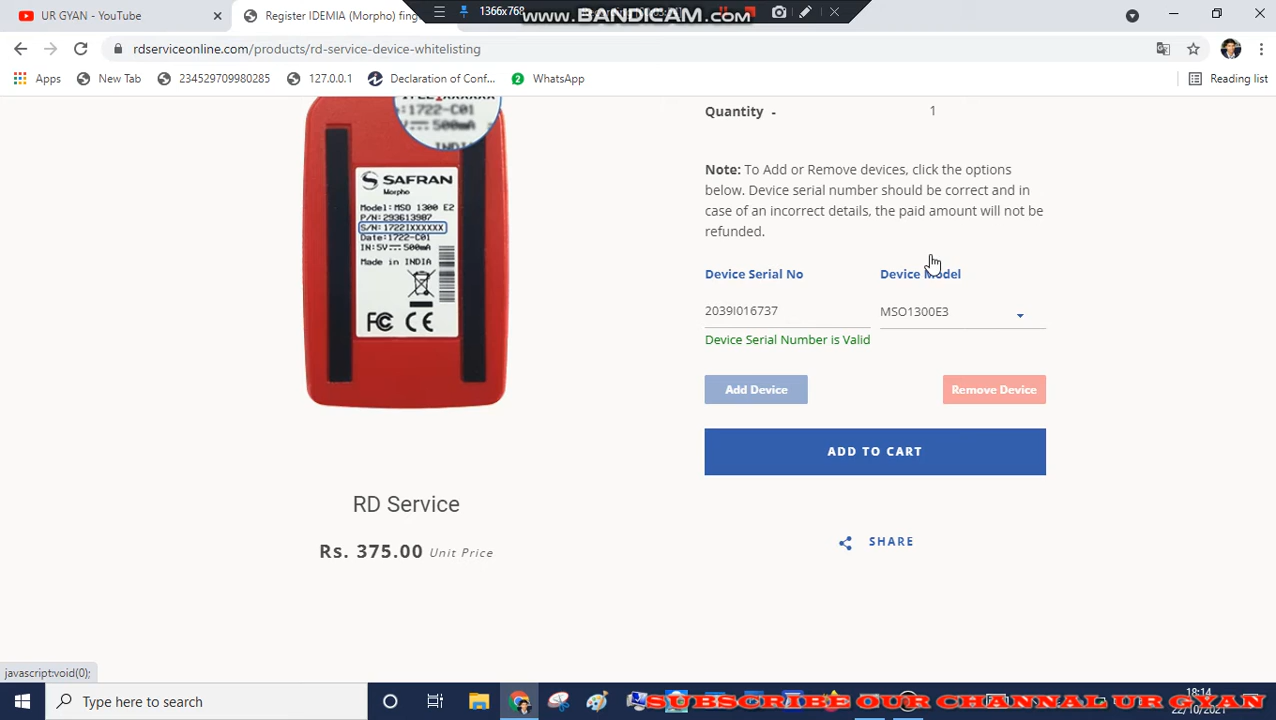 UR GYAN - YouTube
Register IDEMIA (Morpho) fing
1366x768
www.BANDICAM.com
rdserviceonline.com/products/rd-service-device-whitelisting
Apps
New Tab
234529709980285
127.0.0.1
Declaration of Conf...
WhatsApp
Reading list
:1722-C01
500mA
SAFRAN
Morpho
Model: MSO 1300 E2
P/N: 293613987
S/N: 1722IXXXXXX
Date: 1722-C01
IN: 5V 500mA
Made in INDIA
FC CE
RD Service
Rs. 375.00 Unit Price
Quantity - 1
Note: To Add or Remove devices, click the options
below. Device serial number should be correct and in
case of an incorrect details, the paid amount will not be
refunded.
Device Serial No Device Model
2039I016737 MSO1300E3
Device Serial Number is Valid
Add Device Remove Device
ADD TO CART
SHARE
javascript:void(0);
Type here to search
SUBSCRIBE OUR CHANNAL UR GYAN
18:14
22/10/2021